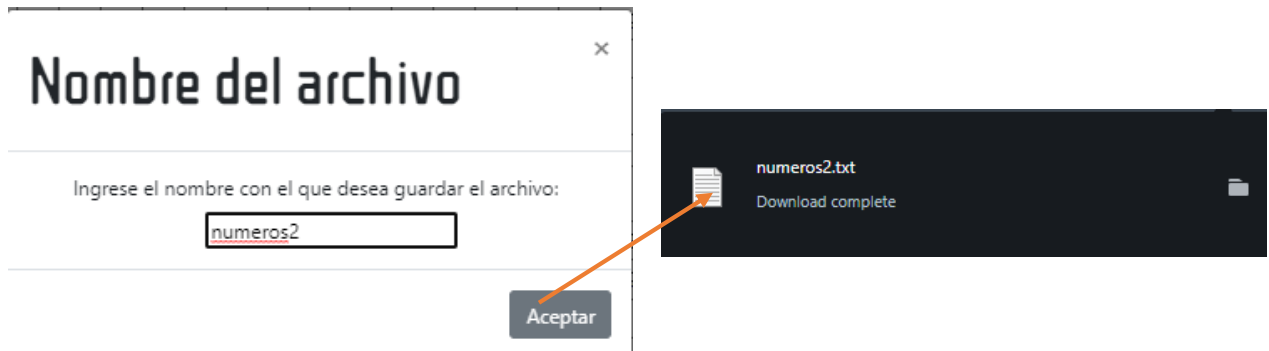 ×
Nombre del archivo
Ingrese el nombre con el que desea guardar el archivo:
numeros2
Aceptar
numeros2.txt
Download complete